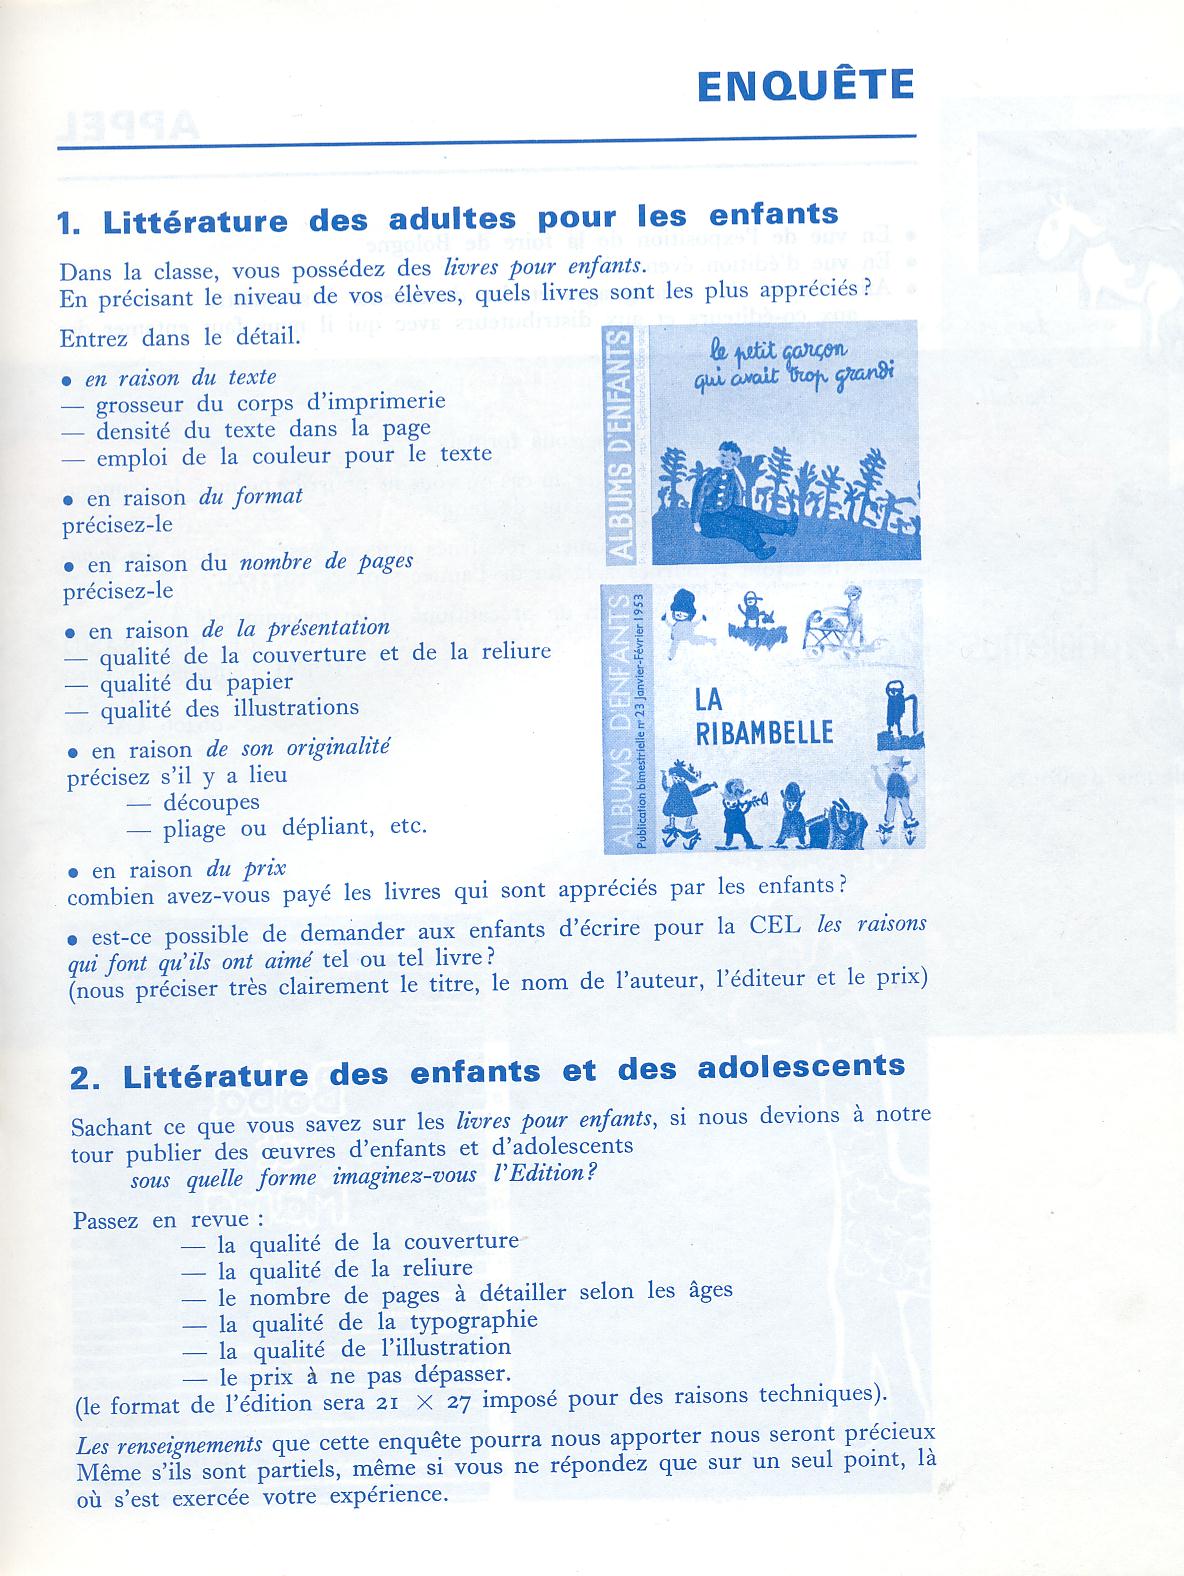 ENQUÊTE
1. Littérature des adultes pour les enfants
Dans la classe, vous possédez des livres pour enfants.
En précisant le niveau de vos élèves, quels livres sont les plus appréciés ?
Entrez dans le détail.
• en raison du texte
— grosseur du corps d'imprimerie
— densité du texte dans la page
— emploi de la couleur pour le texte
• en raison du format
précisez-le
• en raison du nombre de pages
précisez-le
• en raison de la présentation
— qualité de la couverture et de la reliure
— qualité du papier
— qualité des illustrations
• en raison de son originalité
précisez s'il y a lieu
— découpes
— pliage ou dépliant, etc.
• en raison du prix
combien avez-vous payé les livres qui sont appréciés par les enfants ?
• est-ce possible de demander aux enfants d'écrire pour la CEL les raisons
qui font qu'ils ont aimé tel ou tel livre ?
(nous préciser très clairement le titre, le nom de l'auteur, l'éditeur et le prix)
ALBUMS D'ENFANTS
le petit garçon
qui avait trop grandi
ALBUMS D'ENFANTS
Publication bimestrielle n° 23 Janvier-Février 1953
LA
RIBAMBELLE
2. Littérature des enfants et des adolescents
Sachant ce que vous savez sur les livres pour enfants, si nous devions à notre
tour publier des œuvres d'enfants et d'adolescents
sous quelle forme imaginez-vous l'Edition ?
Passez en revue :
— la qualité de la couverture
— la qualité de la reliure
— le nombre de pages à détailler selon les âges
— la qualité de la typographie
— la qualité de l'illustration
— le prix à ne pas dépasser.
(le format de l'édition sera 21 × 27 imposé pour des raisons techniques).
Les renseignements que cette enquête pourra nous apporter nous seront précieux
Même s'ils sont partiels, même si vous ne répondez que sur un seul point, là
où s'est exercée votre expérience.
APPEL